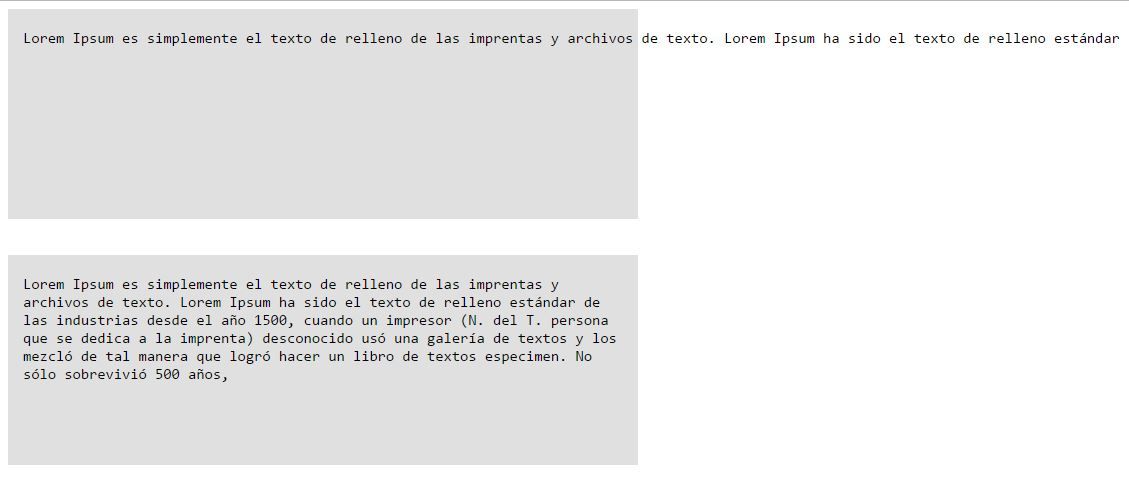 Lorem Ipsum es simplemente el texto de relleno de las imprentas y archivos de texto. Lorem Ipsum ha sido el texto de relleno estándar
Lorem Ipsum es simplemente el texto de relleno de las imprentas y
archivos de texto. Lorem Ipsum ha sido el texto de relleno estándar de
las industrias desde el año 1500, cuando un impresor (N. del T. persona
que se dedica a la imprenta) desconocido usó una galería de textos y los
mezcló de tal manera que logró hacer un libro de textos especimen. No
sólo sobrevivió 500 años,